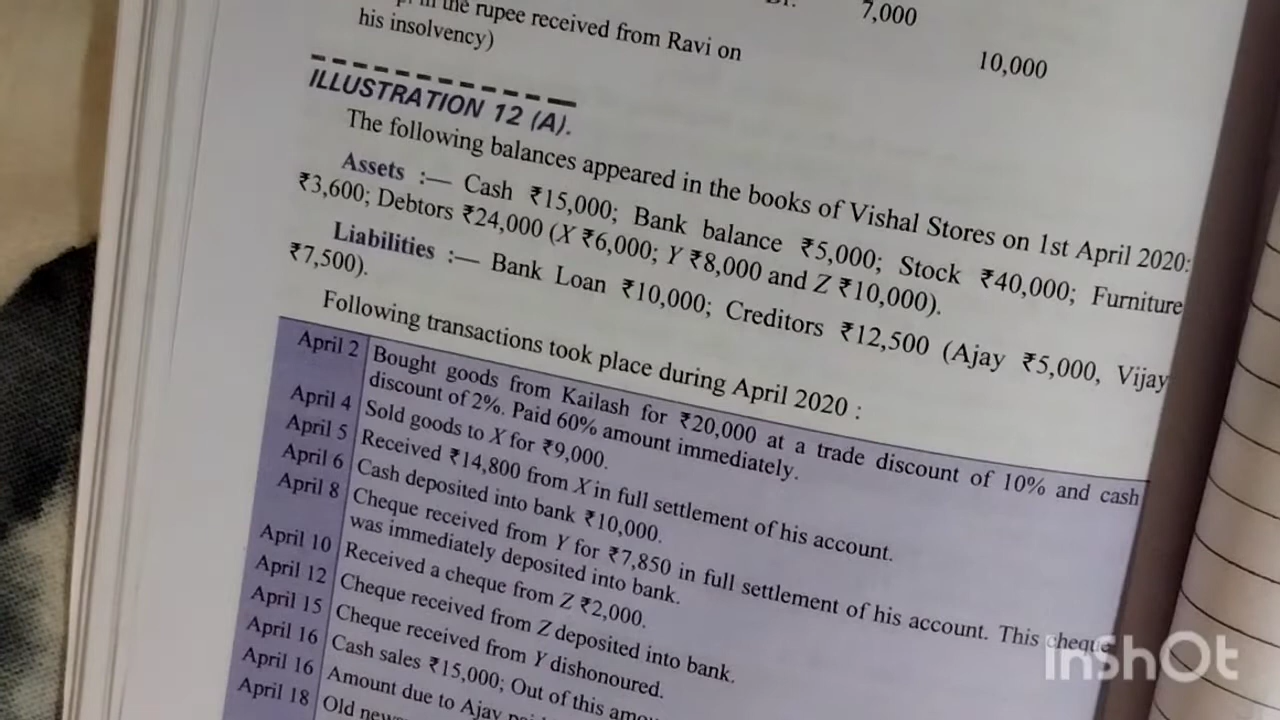 7,000
in the rupee received from Ravi on
his insolvency)
10,000
ILLUSTRATION 12 (A).
The following balances appeared in the books of Vishal Stores on 1st April 2020:
Assets :— Cash ₹15,000; Bank balance ₹5,000; Stock ₹40,000; Furniture
₹3,600; Debtors ₹24,000 (X ₹6,000; Y ₹8,000 and Z ₹10,000).
Liabilities :— Bank Loan ₹10,000; Creditors ₹12,500 (Ajay ₹5,000, Vijay
₹7,500).
Following transactions took place during April 2020 :
April 2 Bought goods from Kailash for ₹20,000 at a trade discount of 10% and cash
discount of 2%. Paid 60% amount immediately.
April 4 Sold goods to X for ₹9,000.
April 5 Received ₹14,800 from X in full settlement of his account.
April 6 Cash deposited into bank ₹10,000.
April 8 Cheque received from Y for ₹7,850 in full settlement of his account. This cheque
was immediately deposited into bank.
April 10 Received a cheque from Z ₹2,000.
April 12 Cheque received from Z deposited into bank.
April 15 Cheque received from Y dishonoured.
April 16 Cash sales ₹15,000; Out of this
April 16 Amount due to Ajay
April 18 Old
InShOt